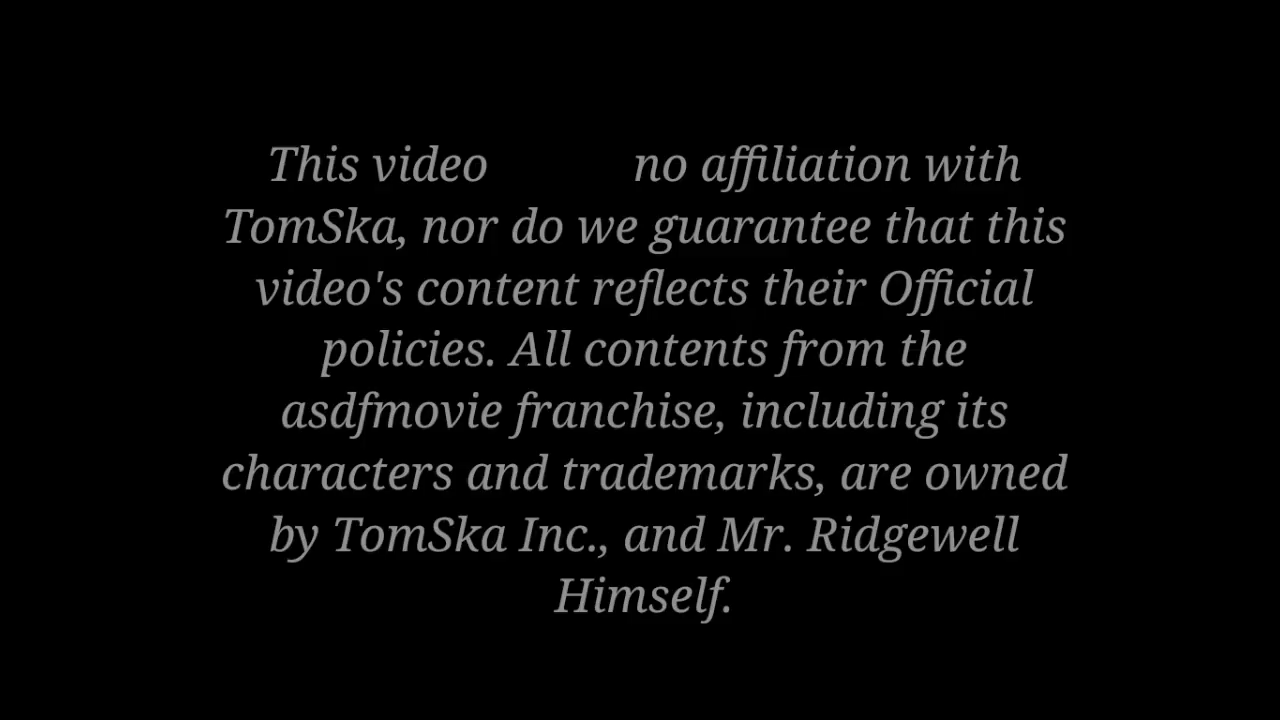 This video no affiliation with
TomSka, nor do we guarantee that this
video's content reflects their Official
policies. All contents from the
asdfmovie franchise, including its
characters and trademarks, are owned
by TomSka Inc., and Mr. Ridgewell
Himself.